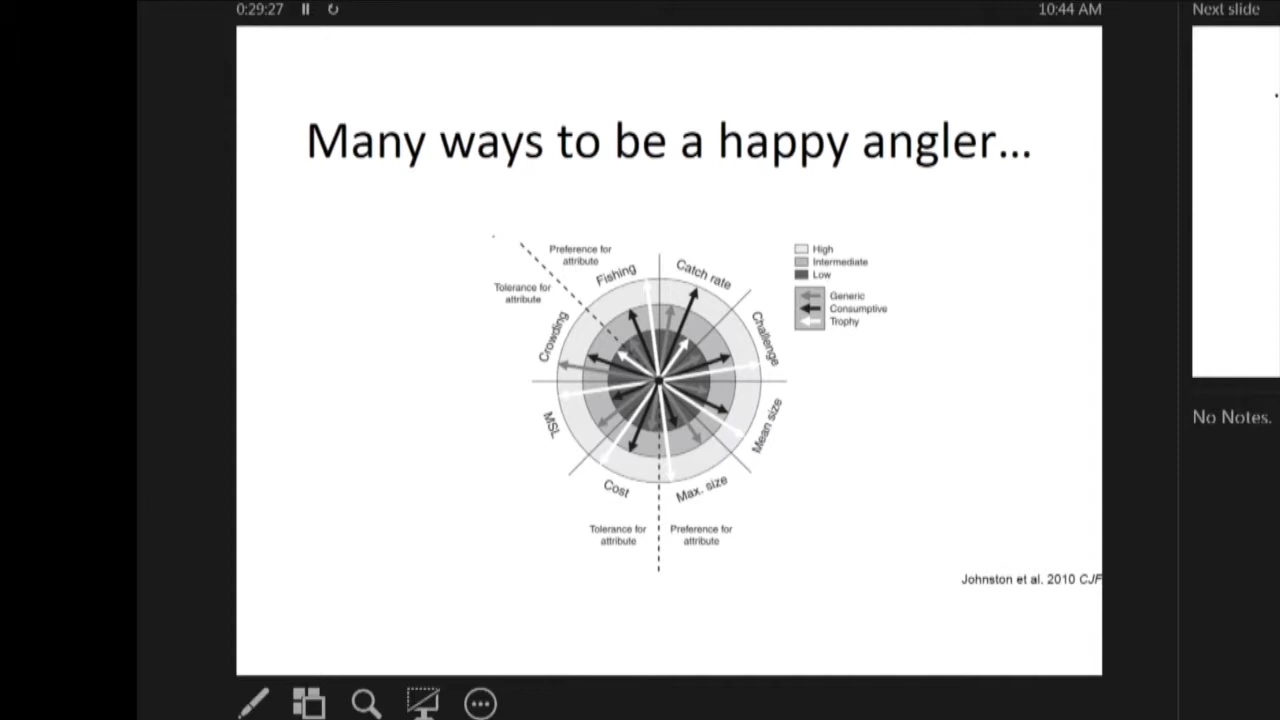 0:29:27
10:44 AM
Next slide
Many ways to be a happy angler...
Preference for
attribute
Tolerance for
attribute
Fishing
Catch rate
Crowding
Challenge
MSL
Mean size
Cost
Max. size
Tolerance for
attribute
Preference for
attribute
High
Intermediate
Low
Generic
Consumptive
Trophy
No Notes.
Johnston et al. 2010 CJF